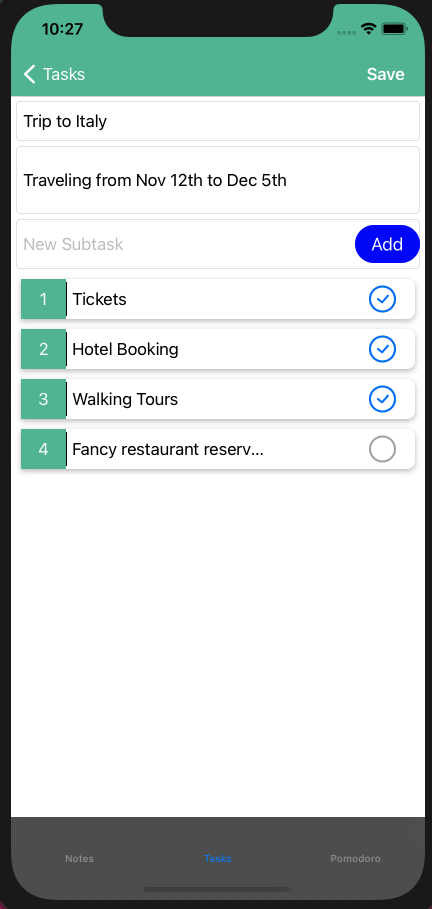 10:27
Tasks Save
Trip to Italy
Traveling from Nov 12th to Dec 5th
New Subtask Add
1 Tickets
2 Hotel Booking
3 Walking Tours
4 Fancy restaurant reserv...
Notes Tasks Pomodoro